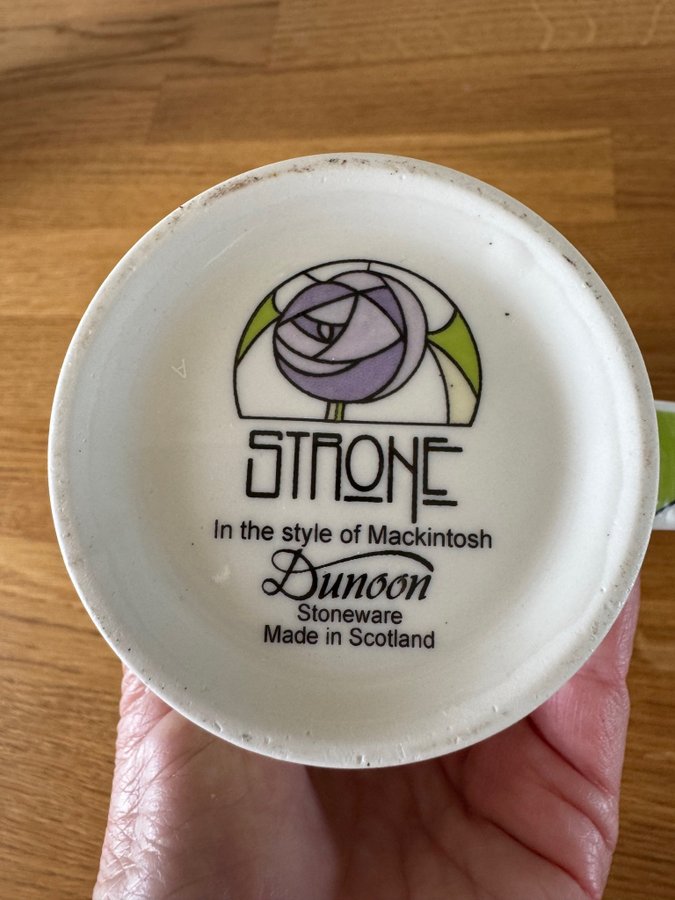 STRONE
In the style of Mackintosh
Dunoon
Stoneware
Made in Scotland